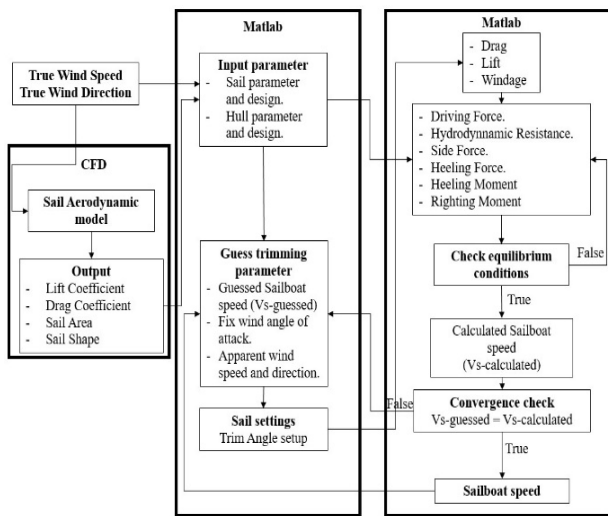 True Wind Speed
True Wind Direction
CFD
Sail Aerodynamic
model
Output
- Lift Coefficient
- Drag Coefficient
- Sail Area
- Sail Shape
Matlab
Input parameter
- Sail parameter
and design.
- Hull parameter
and design.
Guess trimming
parameter
- Guessed Sailboat
speed (Vs-guessed)
- Fix wind angle of
attack.
- Apparent wind
speed and direction.
Sail settings
Trim Angle setup
Matlab
- Drag
- Lift
- Windage
- Driving Force.
- Hydrodynnamic Resistance.
- Side Force.
- Heeling Force.
- Heeling Moment
- Righting Moment
Check equilibrium
conditions
False
True
Calculated Sailboat
speed
(Vs-calculated)
False
Convergence check
Vs-guessed = Vs-calculated
True
Sailboat speed